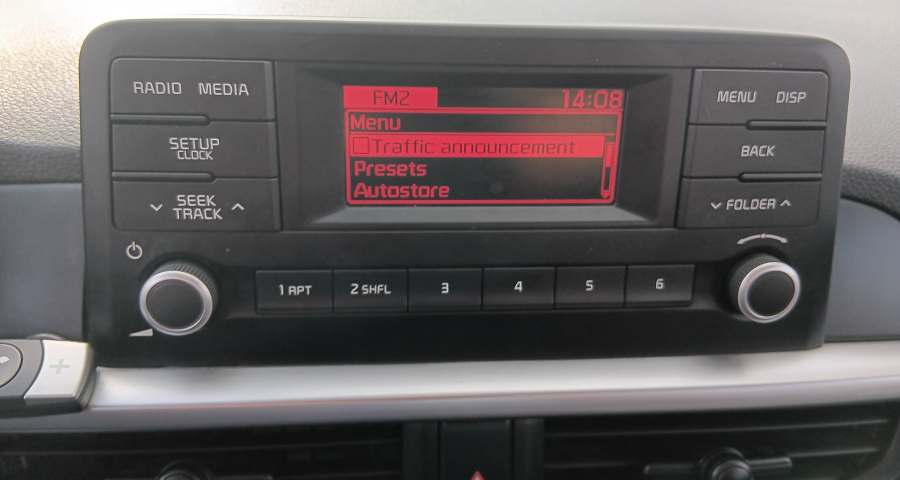 RADIO MEDIA
SETUP
CLOCK
SEEK
TRACK
FM2 14:08
Menu
Traffic announcement
Presets
Autostore
MENU DISP
BACK
FOLDER
1 RPT
2 SHFL
3
4
5
6